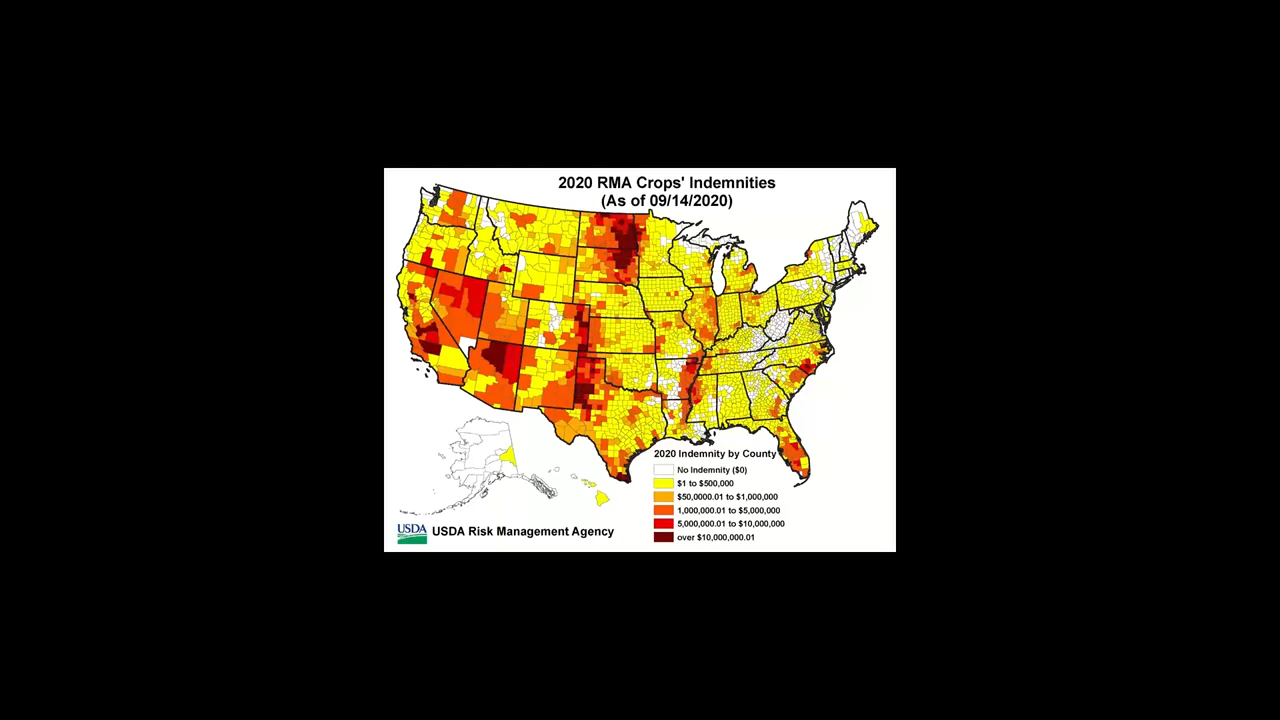 2020 RMA Crops' Indemnities
(As of 09/14/2020)
2020 Indemnity by County
No Indemnity ($0)
$1 to $500,000
$50,0000.01 to $1,000,000
1,000,000.01 to $5,000,000
5,000,000.01 to $10,000,000
over $10,000,000.01
USDA
USDA Risk Management Agency